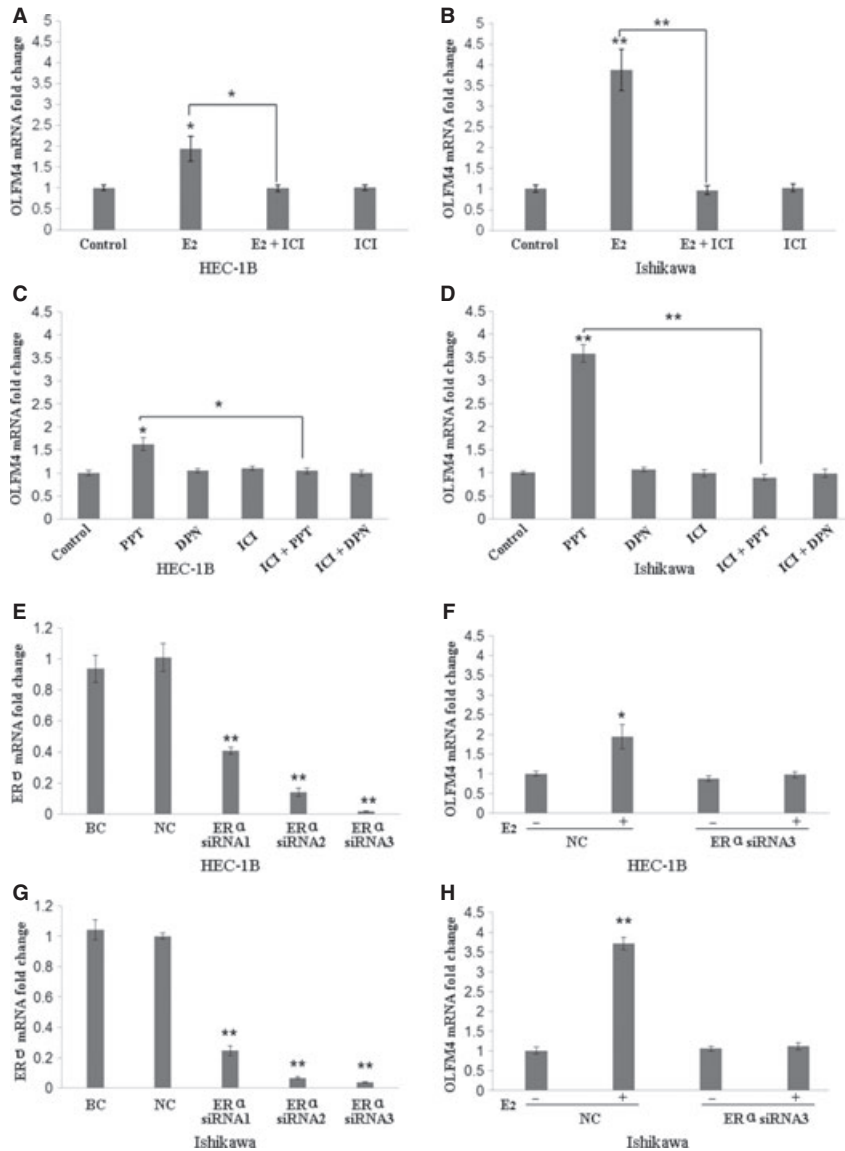 A
OLFM4 mRNA fold change
4.5
4
3.5
3
2.5
2
1.5
1
0.5
0
*
*
Control E2 E2 + ICI ICI
HEC-1B
B
OLFM4 mRNA fold change
4.5
4
3.5
3
2.5
2
1.5
1
0.5
0
**
**
Control E2 E2 + ICI ICI
Ishikawa
C
OLFM4 mRNA fold change
4.5
4
3.5
3
2.5
2
1.5
1
0.5
0
*
*
Control PPT DPN ICI ICI + PPT ICI + DPN
HEC-1B
D
OLFM4 mRNA fold change
4.5
4
3.5
3
2.5
2
1.5
1
0.5
0
**
**
Control PPT DPN ICI ICI + PPT ICI + DPN
Ishikawa
E
ERα mRNA fold change
1.2
1
0.8
0.6
0.4
0.2
0
** ** **
BC NC ERα ERα ERα
siRNA1 siRNA2 siRNA3
HEC-1B
F
OLFM4 mRNA fold change
4.5
4
3.5
3
2.5
2
1.5
1
0.5
0
*
E2 − + − +
NC ERα siRNA3
HEC-1B
G
ERα mRNA fold change
1.2
1
0.8
0.6
0.4
0.2
0
** ** **
BC NC ERα ERα ERα
siRNA1 siRNA2 siRNA3
Ishikawa
H
OLFM4 mRNA fold change
4.5
4
3.5
3
2.5
2
1.5
1
0.5
0
**
E2 − + − +
NC ERα siRNA3
Ishikawa